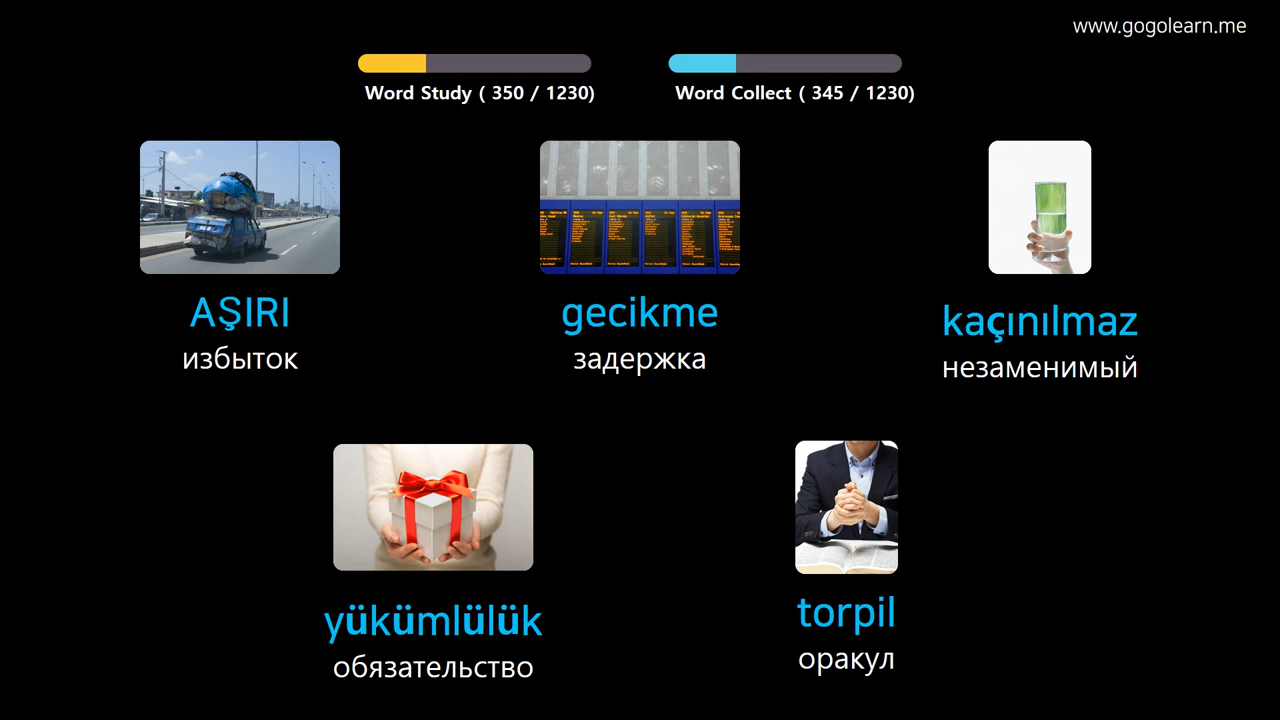 www.gogolearn.me
Word Study ( 350 / 1230)
Word Collect ( 345 / 1230)
AŞIRI
избыток
gecikme
задержка
kaçınılmaz
незаменимый
yükümlülük
обязательство
torpil
оракул